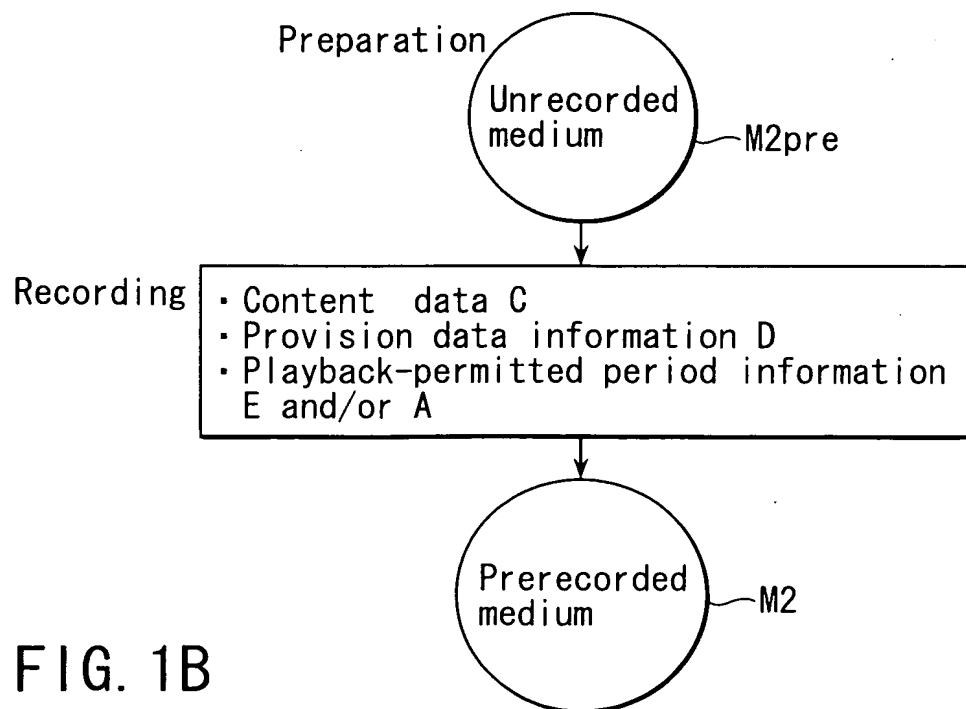 Preparation
Unrecorded
medium
M2pre
Recording
· Content data C
· Provision data information D
· Playback-permitted period information
E and/or A
Prerecorded
medium
M2
FIG. 1B